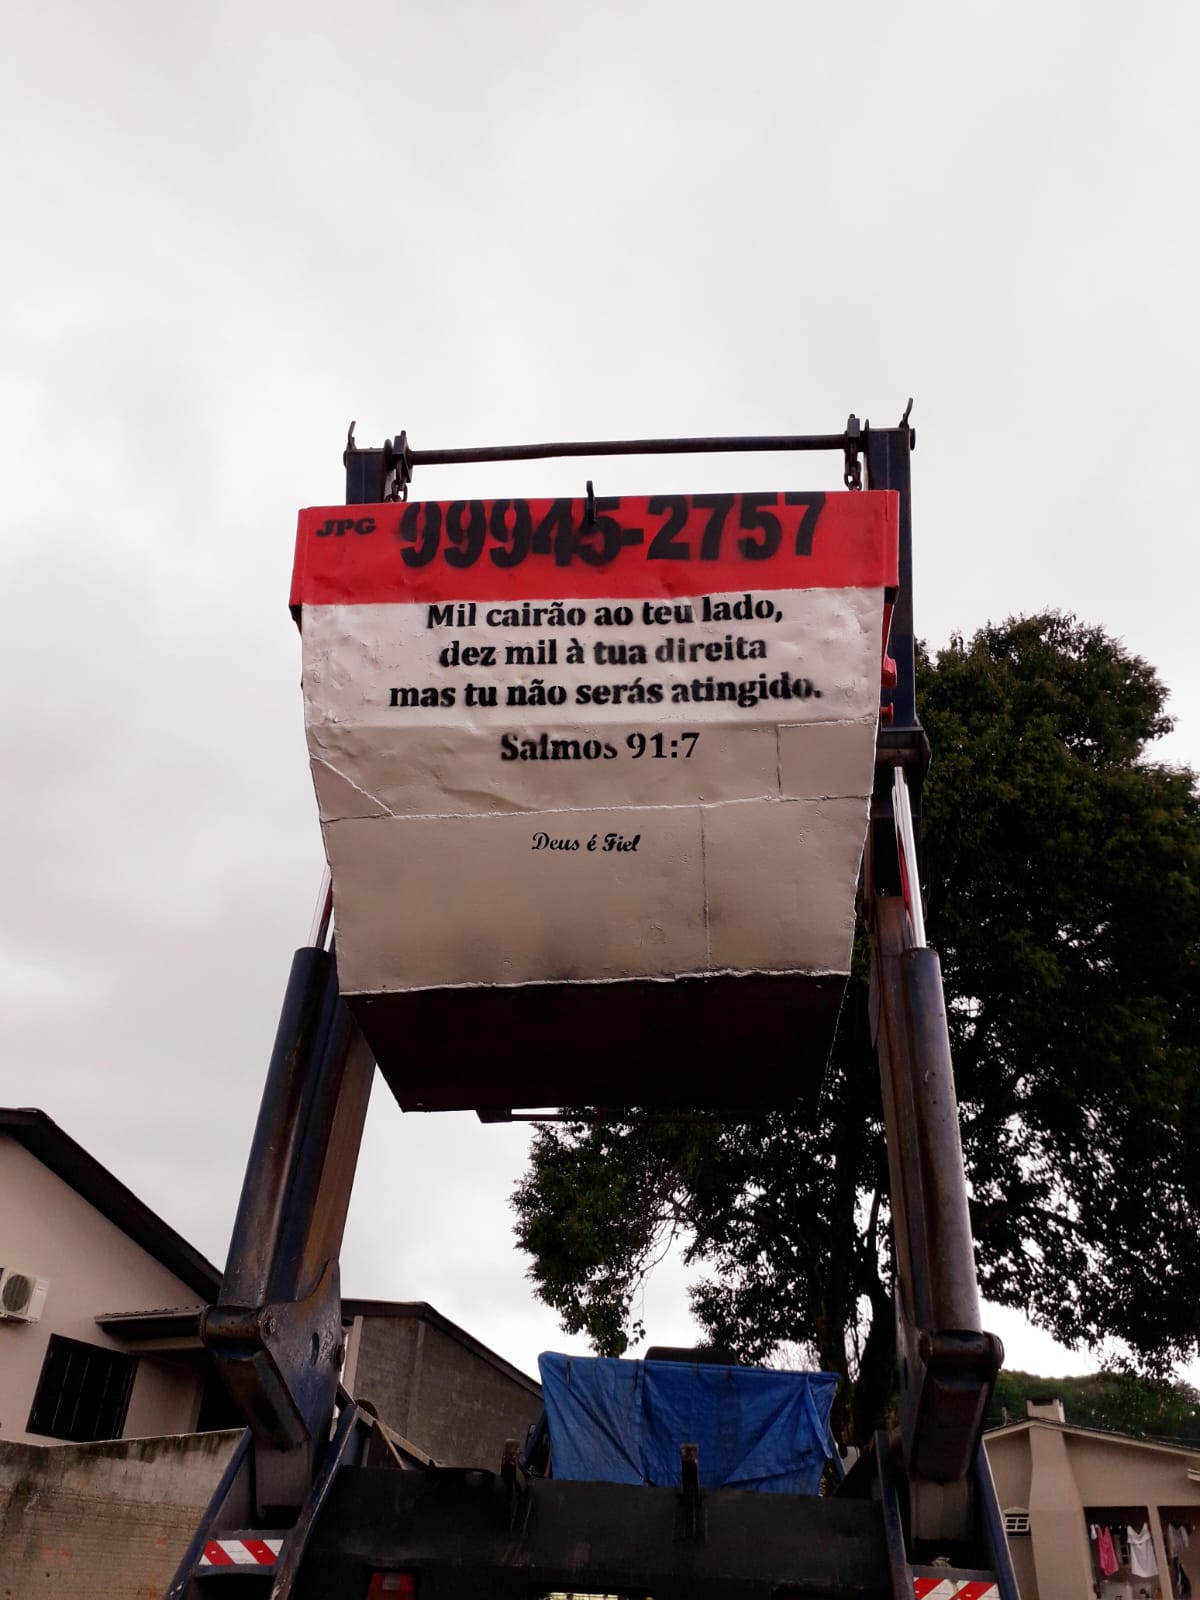 JPG 99945-2757
Mil cairão ao teu lado,
dez mil à tua direita
mas tu não serás atingido.
Salmos 91:7
Deus é Fiel